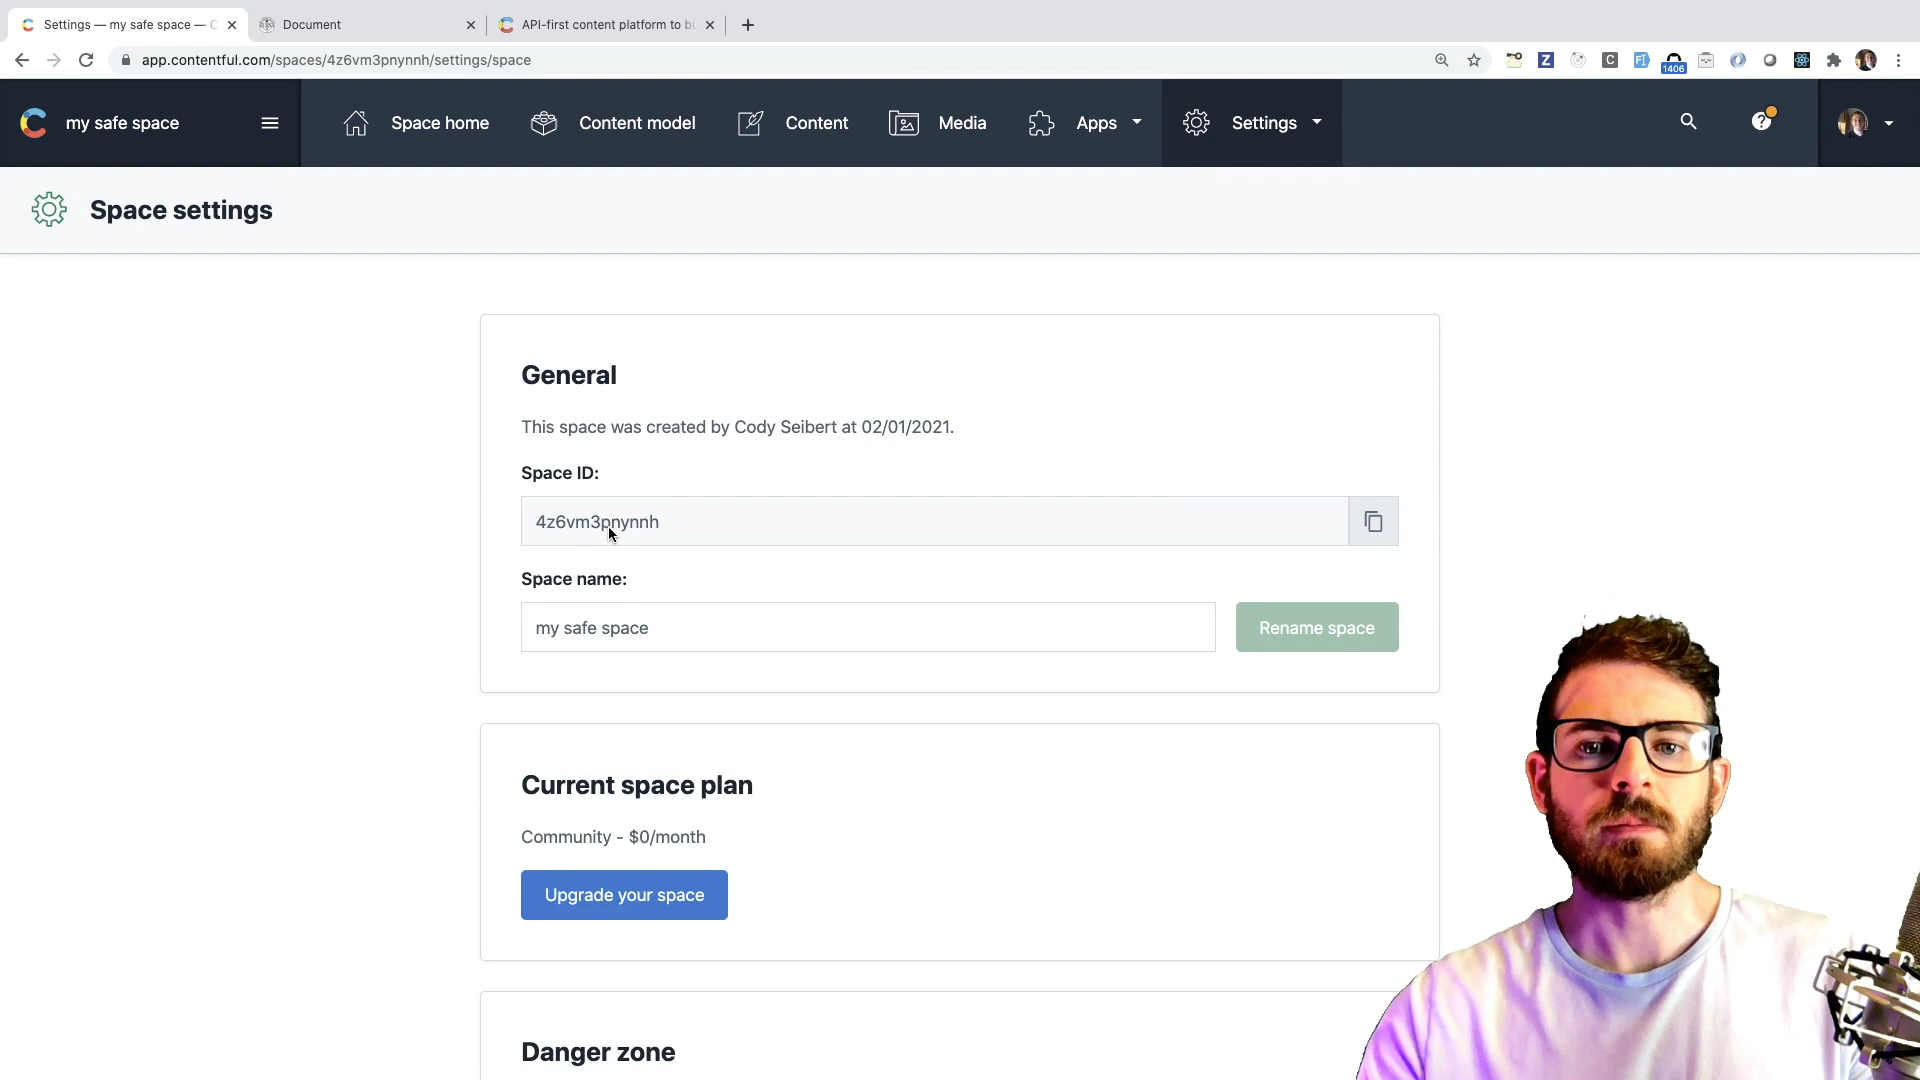 Settings — my safe space — C
Document
API-first content platform to bu
app.contentful.com/spaces/4z6vm3pnynnh/settings/space
1406
my safe space
Space home
Content model
Content
Media
Apps
Settings
Space settings
General
This space was created by Cody Seibert at 02/01/2021.
Space ID:
4z6vm3pnynnh
Space name:
my safe space
Rename space
Current space plan
Community - $0/month
Upgrade your space
Danger zone